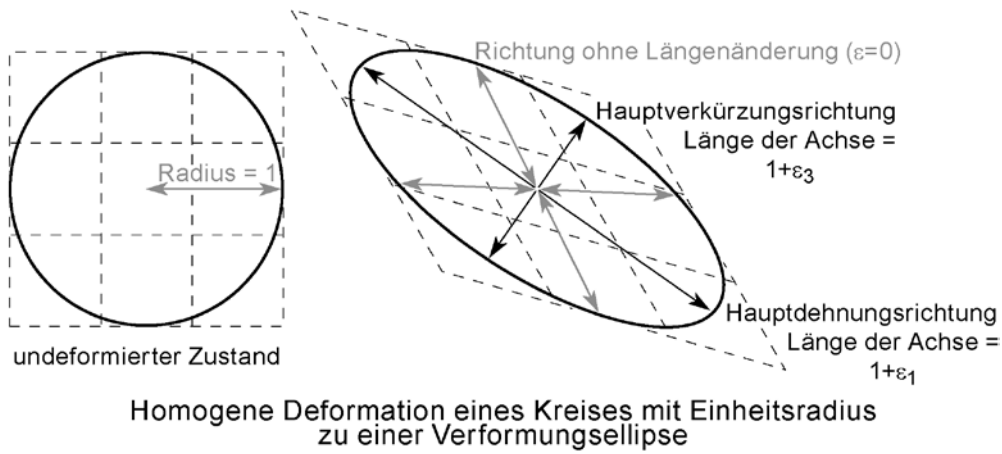 Richtung ohne Längenänderung (ε=0)
Hauptverkürzungsrichtung
Länge der Achse =
1+ε₃
Radius = 1
Hauptdehnungsrichtung
Länge der Achse =
1+ε₁
undeformierter Zustand
Homogene Deformation eines Kreises mit Einheitsradius
zu einer Verformungsellipse